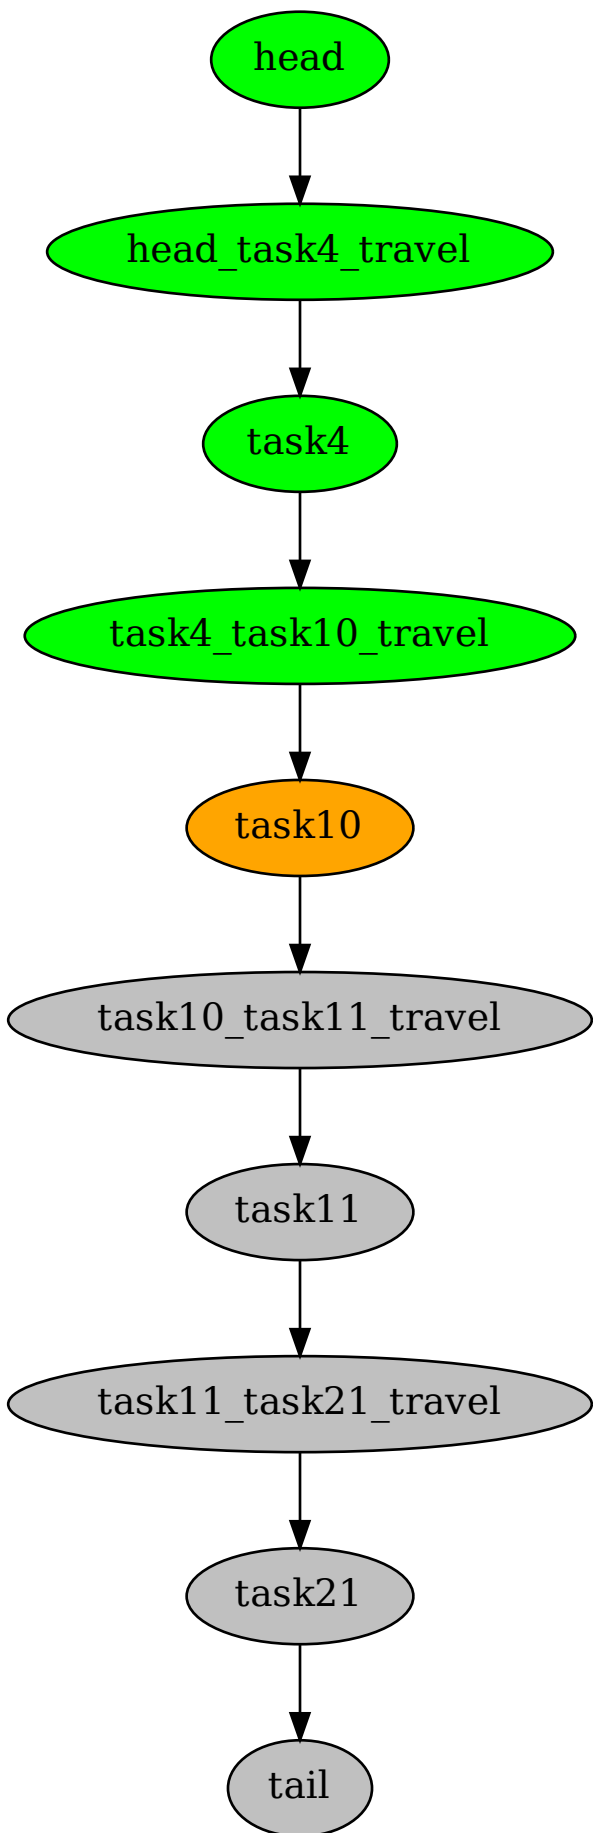 head
head_task4_travel
task4
task4_task10_travel
task10
task10_task11_travel
task11
task11_task21_travel
task21
tail